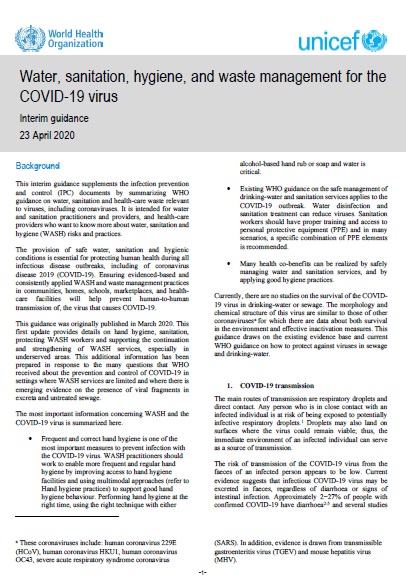 World Health
Organization
unicef
Water, sanitation, hygiene, and waste management for the
COVID-19 virus
Interim guidance
23 April 2020
Background
This interim guidance supplements the infection prevention
and control (IPC) documents by summarizing WHO
guidance on water, sanitation and health-care waste relevant
to viruses, including coronaviruses. It is intended for water
and sanitation practitioners and providers, and health-care
providers who want to know more about water, sanitation and
hygiene (WASH) risks and practices.
The provision of safe water, sanitation and hygienic
conditions is essential for protecting human health during all
infectious disease outbreaks, including of coronavirus
disease 2019 (COVID-19). Ensuring evidenced-based and
consistently applied WASH and waste management practices
in communities, homes, schools, marketplaces, and health-
care facilities will help prevent human-to-human
transmission of, the virus that causes COVID-19.
This guidance was originally published in March 2020. This
first update provides details on hand hygiene, sanitation,
protecting WASH workers and supporting the continuation
and strengthening of WASH services, especially in
underserved areas. This additional information has been
prepared in response to the many questions that WHO
received about the prevention and control of COVID-19 in
settings where WASH services are limited and where there is
emerging evidence on the presence of viral fragments in
excreta and untreated sewage.
The most important information concerning WASH and the
COVID-19 virus is summarized here.
• Frequent and correct hand hygiene is one of the
most important measures to prevent infection with
the COVID-19 virus. WASH practitioners should
work to enable more frequent and regular hand
hygiene by improving access to hand hygiene
facilities and using multimodal approaches (refer to
Hand hygiene practices) to support good hand
hygiene behaviour. Performing hand hygiene at the
right time, using the right technique with either
alcohol-based hand rub or soap and water is
critical.
• Existing WHO guidance on the safe management of
drinking-water and sanitation services applies to the
COVID-19 outbreak. Water disinfection and
sanitation treatment can reduce viruses. Sanitation
workers should have proper training and access to
personal protective equipment (PPE) and in many
scenarios, a specific combination of PPE elements
is recommended.
• Many health co-benefits can be realized by safely
managing water and sanitation services, and by
applying good hygiene practices.
Currently, there are no studies on the survival of the COVID-
19 virus in drinking-water or sewage. The morphology and
chemical structure of this virus are similar to those of other
coronavirusesª for which there are data about both survival
in the environment and effective inactivation measures. This
guidance draws on the existing evidence base and current
WHO guidance on how to protect against viruses in sewage
and drinking-water.
1. COVID-19 transmission
The main routes of transmission are respiratory droplets and
direct contact. Any person who is in close contact with an
infected individual is at risk of being exposed to potentially
infective respiratory droplets.¹ Droplets may also land on
surfaces where the virus could remain viable; thus, the
immediate environment of an infected individual can serve
as a source of transmission.
The risk of transmission of the COVID-19 virus from the
faeces of an infected person appears to be low. Current
evidence suggests that infectious COVID-19 virus may be
excreted in faeces, regardless of diarrhoea or signs of
intestinal infection. Approximately 2−27% of people with
confirmed COVID-19 have diarrhoea and several studies
ª These coronaviruses include: human coronavirus 229E
(HCoV), human coronavirus HKU1, human coronavirus
OC43, severe acute respiratory syndrome coronavirus
(SARS). In addition, evidence is drawn from transmissible
gastroenteritis virus (TGEV) and mouse hepatitis virus
(MHV).
-1-